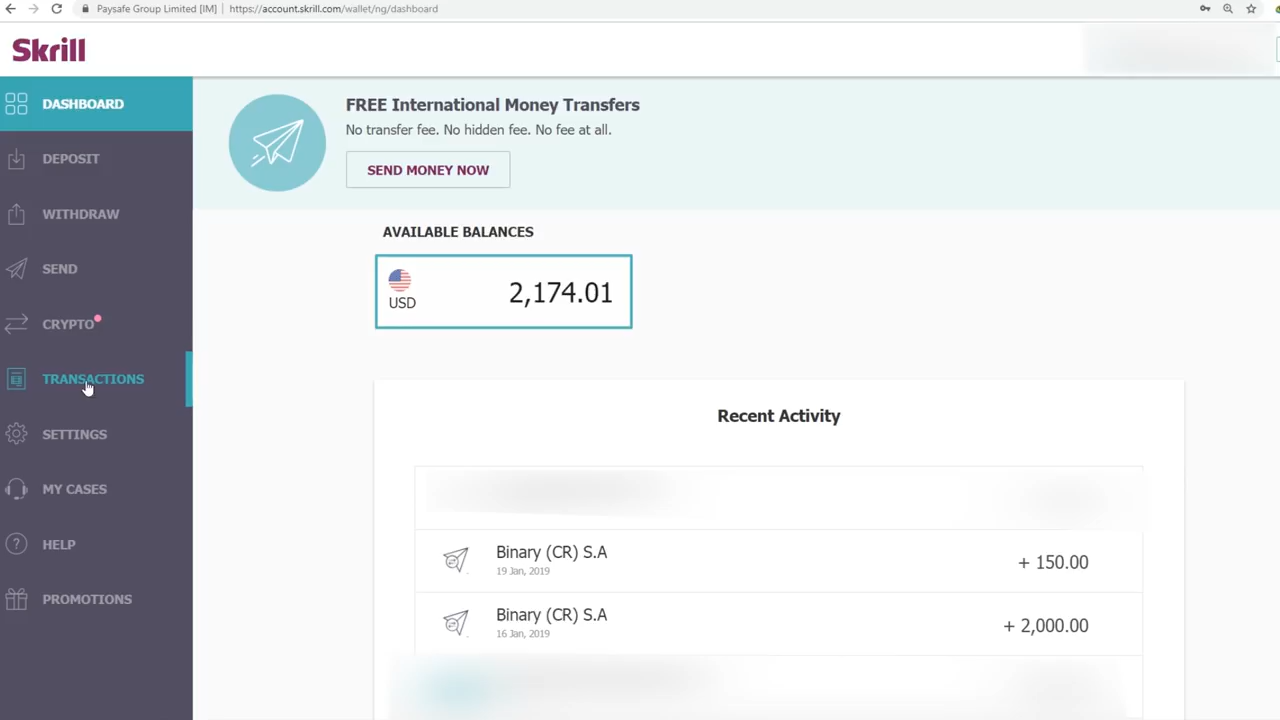 Paysafe Group Limited [IM] | https://account.skrill.com/wallet/ng/dashboard
Skrill
DASHBOARD
DEPOSIT
WITHDRAW
SEND
CRYPTO
TRANSACTIONS
SETTINGS
MY CASES
HELP
PROMOTIONS
FREE International Money Transfers
No transfer fee. No hidden fee. No fee at all.
SEND MONEY NOW
AVAILABLE BALANCES
USD 2,174.01
Recent Activity
Binary (CR) S.A + 150.00
19 Jan, 2019
Binary (CR) S.A + 2,000.00
16 Jan, 2019